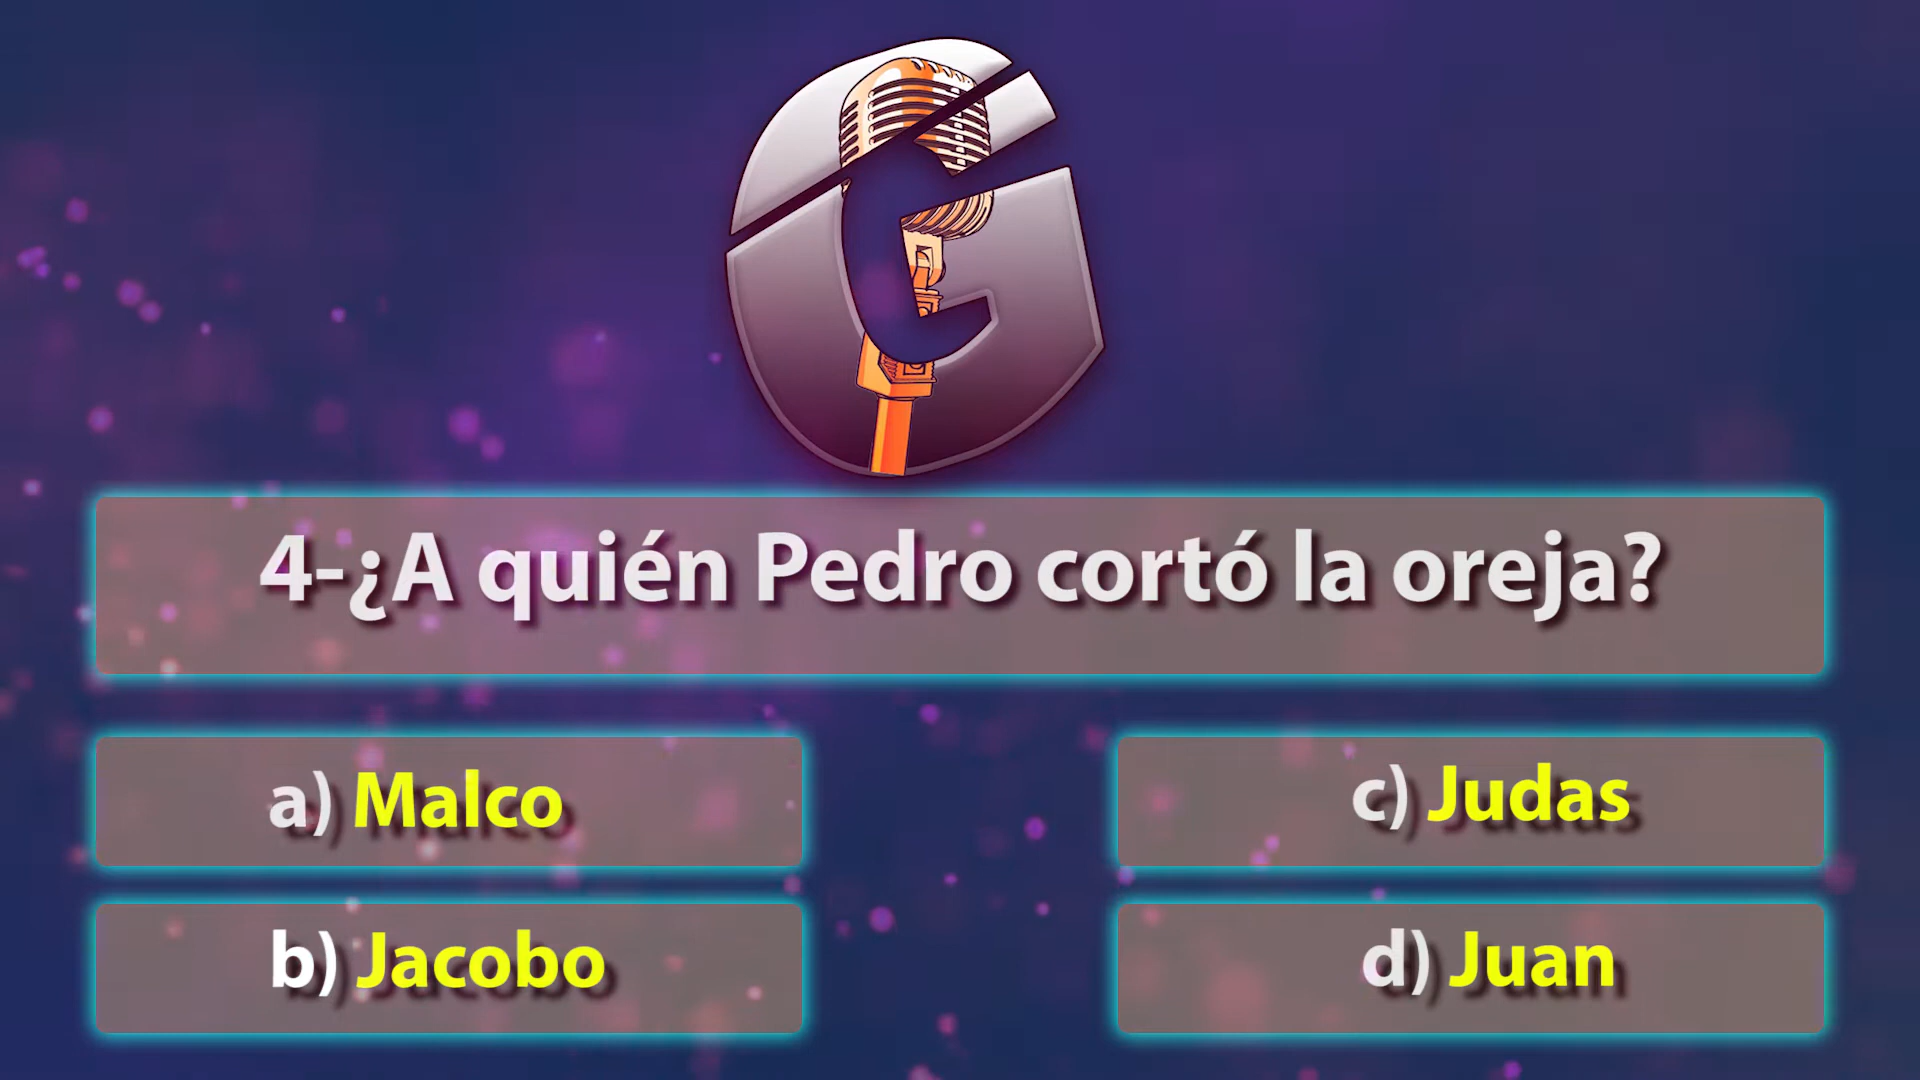 G
4-¿A quién Pedro cortó la oreja?
a) Malco
c) Judas
b) Jacobo
d) Juan